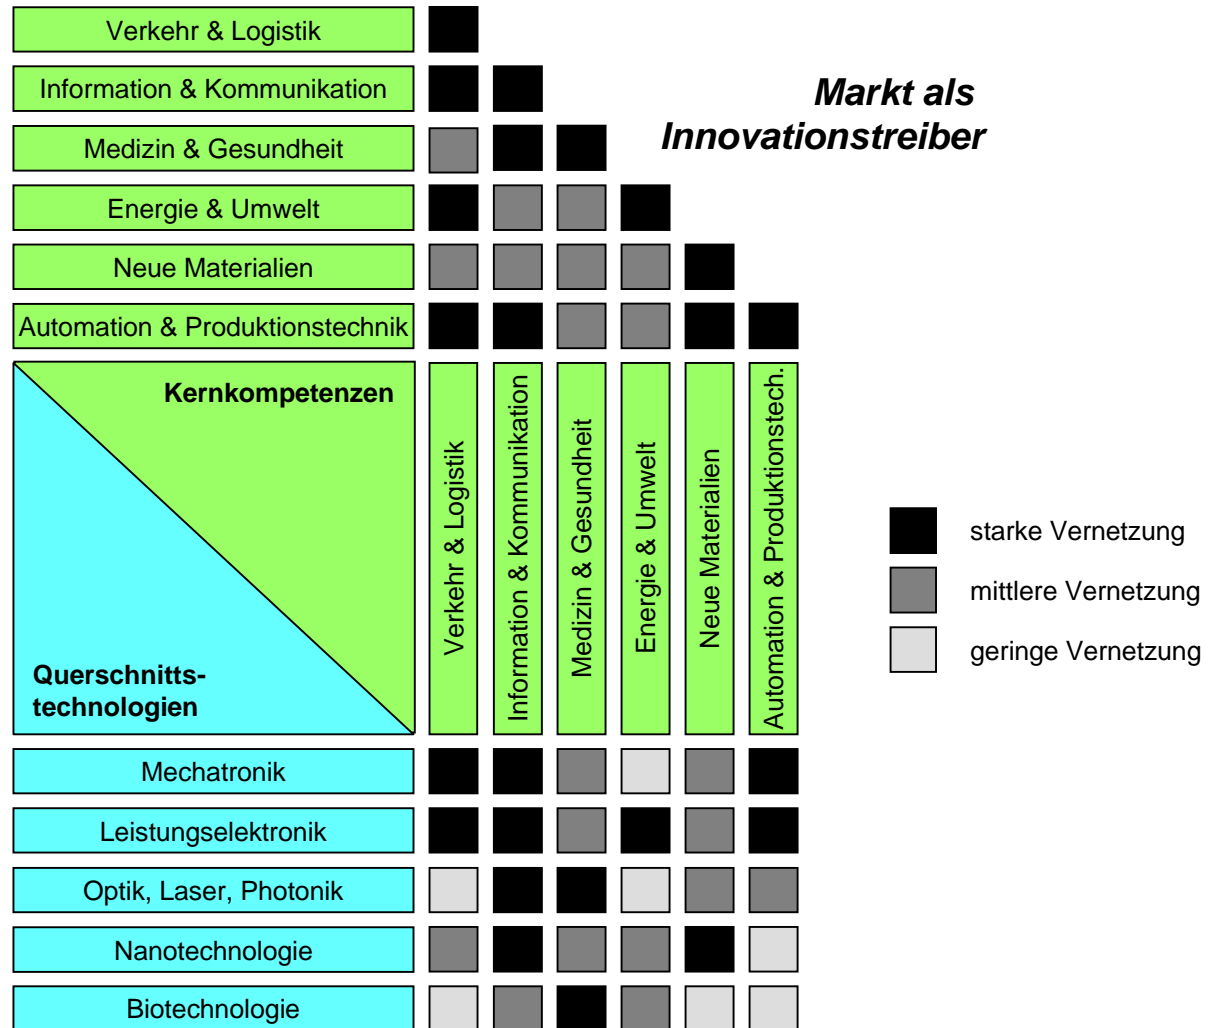 Verkehr & Logistik
Information & Kommunikation
Markt als
Innovationstreiber
Medizin & Gesundheit
Energie & Umwelt
Neue Materialien
Automation & Produktionstechnik
Kernkompetenzen
Querschnitts-
technologien
Verkehr & Logistik
Information & Kommunikation
Medizin & Gesundheit
Energie & Umwelt
Neue Materialien
Automation & Produktionstech.
starke Vernetzung
mittlere Vernetzung
geringe Vernetzung
Mechatronik
Leistungselektronik
Optik, Laser, Photonik
Nanotechnologie
Biotechnologie